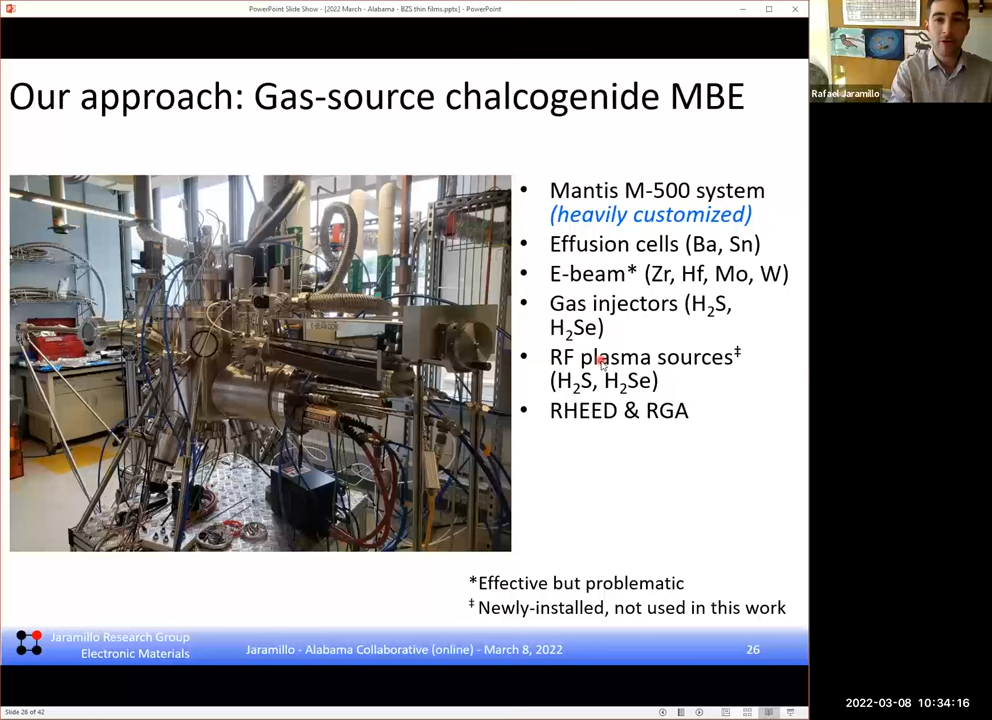 PowerPoint Slide Show - [2022 March - Alabama - BZS thin films.pptx] - PowerPoint
Our approach: Gas-source chalcogenide MBE
Rafael Jaramillo
• Mantis M-500 system
(heavily customized)
• Effusion cells (Ba, Sn)
• E-beam* (Zr, Hf, Mo, W)
• Gas injectors (H₂S,
H₂Se)
• RF plasma sources‡
(H₂S, H₂Se)
• RHEED & RGA
*Effective but problematic
‡ Newly-installed, not used in this work
Jaramillo Research Group
Electronic Materials
Jaramillo - Alabama Collaborative (online) - March 8, 2022
26
Slide 26 of 42
2022-03-08 10:34:16